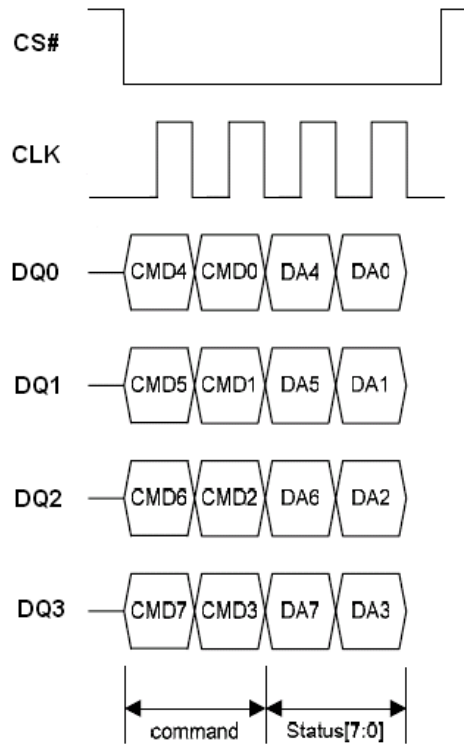 CS#
CLK
DQ0 CMD4 CMD0 DA4 DA0
DQ1 CMD5 CMD1 DA5 DA1
DQ2 CMD6 CMD2 DA6 DA2
DQ3 CMD7 CMD3 DA7 DA3
command Status[7:0]